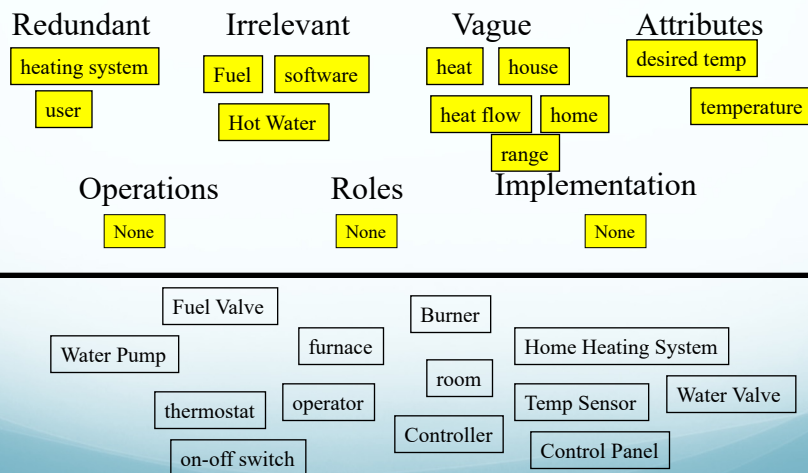 Redundant
Irrelevant
Vague
Attributes
heating system
user
Fuel
software
Hot Water
heat
house
heat flow
home
range
desired temp
temperature
Operations
Roles
Implementation
None
None
None
Fuel Valve
Burner
Water Pump
furnace
Home Heating System
room
thermostat
operator
Temp Sensor
Water Valve
Controller
on-off switch
Control Panel